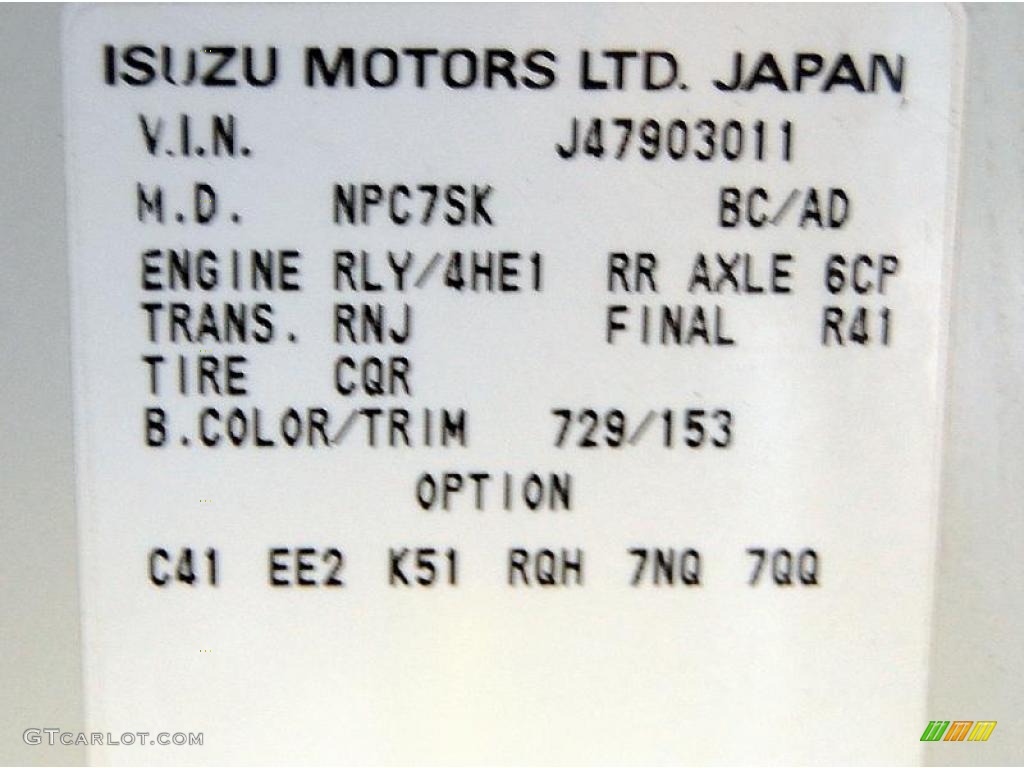 ISUZU MOTORS LTD. JAPAN
V.I.N. J47903011
M.D. NPC7SK BC/AD
ENGINE RLY/4HE1 RR AXLE 6CP
TRANS. RNJ FINAL R41
TIRE CQR
B.COLOR/TRIM 729/153
OPTION
C41 EE2 K51 RQH 7NQ 7QQ
GTCARLOT.COM